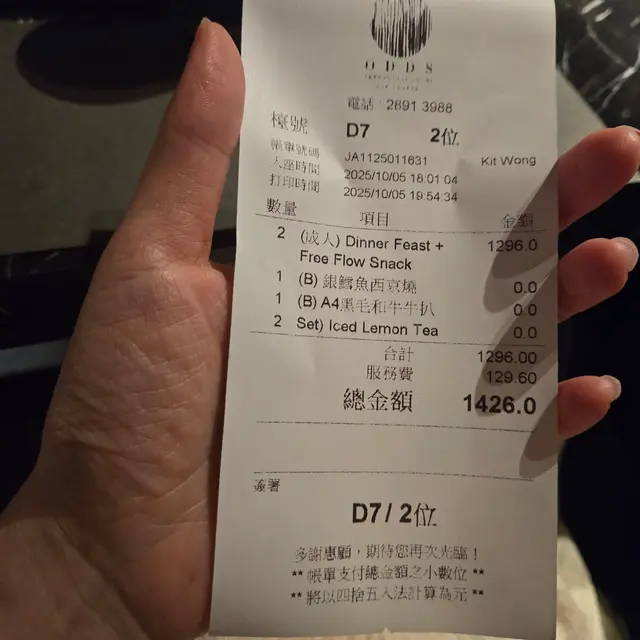 O D D S
電話：2891 3988
檯號 D7 2位
帳單號碼 JA1125011631 Kit Wong
入座時間 2025/10/05 18:01:04
打印時間 2025/10/05 19:54:34
數量 項目 金額
2 (成人) Dinner Feast + 1296.0
Free Flow Snack
1 (B) 銀鱈魚西京燒 0.0
1 (B) A4黑毛和牛牛扒 0.0
2 Set) Iced Lemon Tea 0.0
合計 1296.00
服務費 129.60
總金額 1426.0
簽署
D7 / 2位
多謝惠顧，期待您再次光臨！
** 帳單支付總金額之小數位 **
** 將以四捨五入法計算為元 **